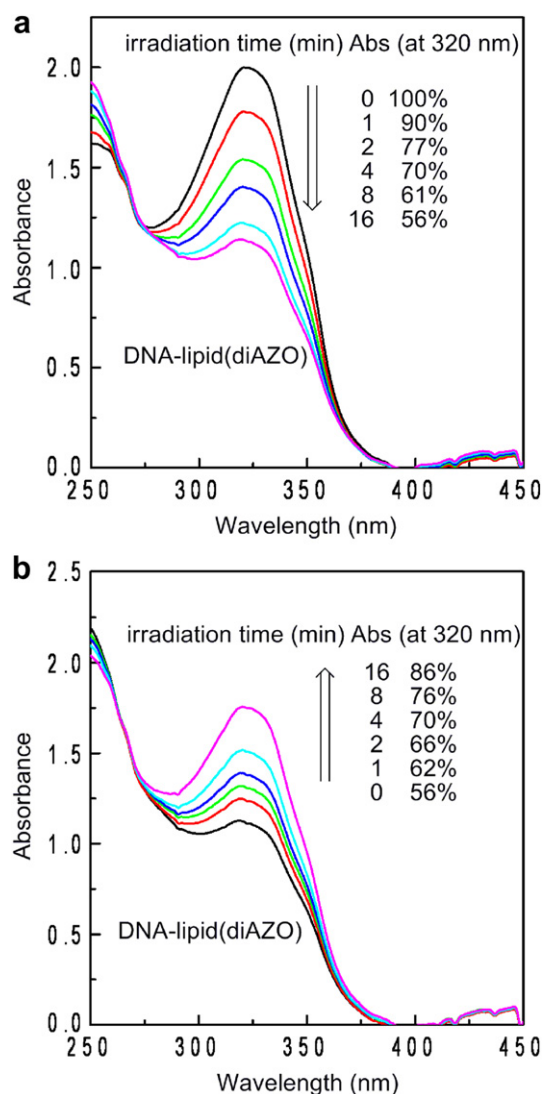 a
irradiation time (min) Abs (at 320 nm)
0 100%
1 90%
2 77%
4 70%
8 61%
16 56%
DNA-lipid(diAZO)
Absorbance
2.0
1.5
1.0
0.5
0.0
250 300 350 400 450
Wavelength (nm)
b
irradiation time (min) Abs (at 320 nm)
16 86%
8 76%
4 70%
2 66%
1 62%
0 56%
DNA-lipid(diAZO)
Absorbance
2.5
2.0
1.5
1.0
0.5
0.0
250 300 350 400 450
Wavelength (nm)